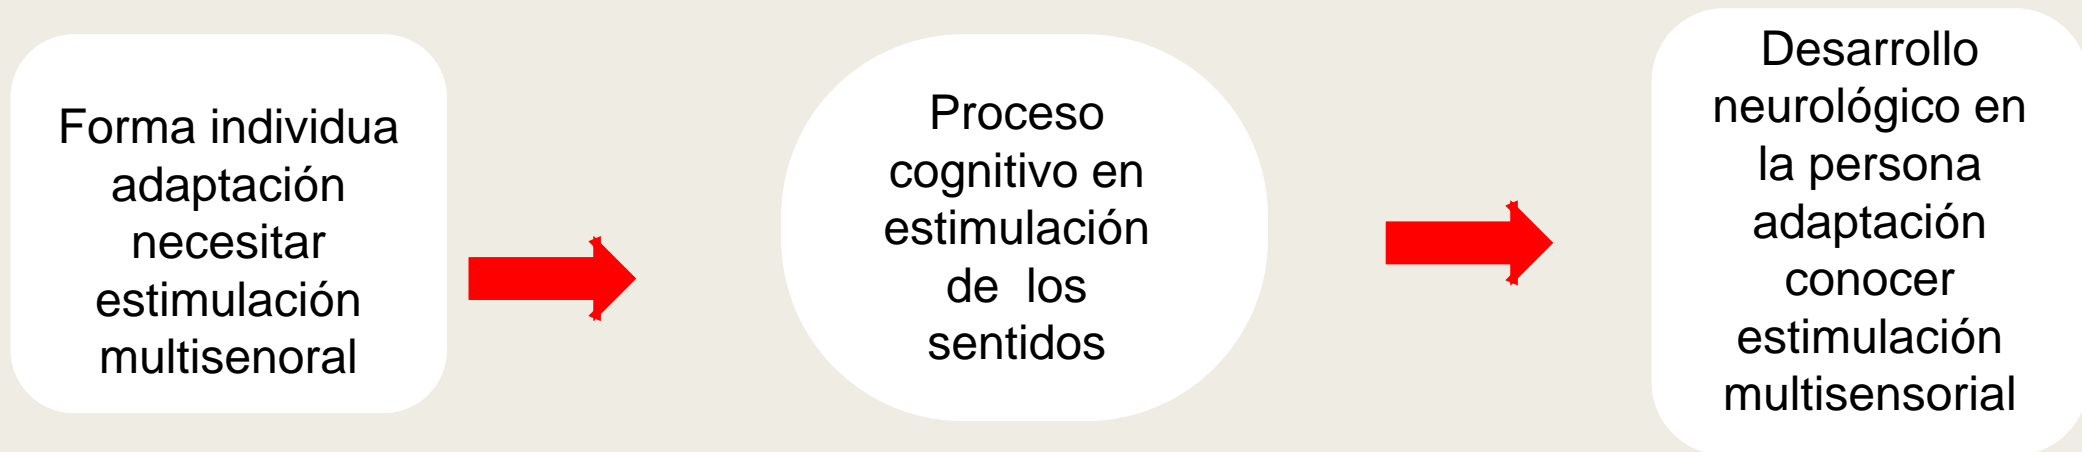 Forma individua
adaptación
necesitar
estimulación
multisenoral
Proceso
cognitivo en
estimulación
de  los
sentidos
Desarrollo
neurológico en
la persona
adaptación
conocer
estimulación
multisensorial